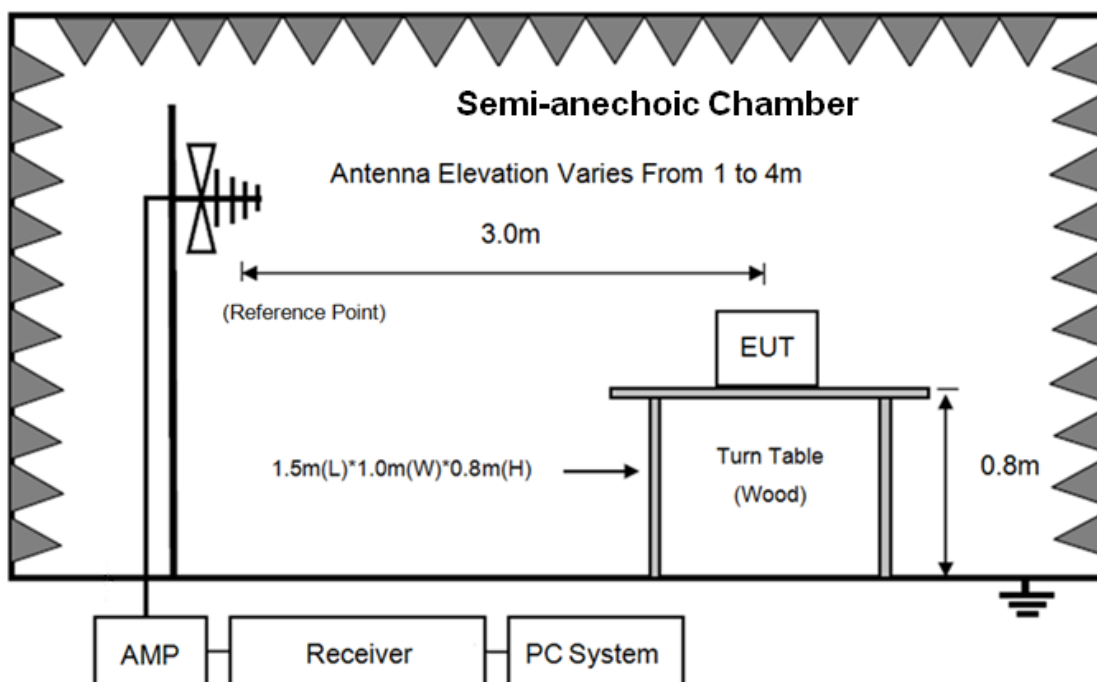 Semi-anechoic Chamber
Antenna Elevation Varies From 1 to 4m
3.0m
(Reference Point)
EUT
1.5m(L)*1.0m(W)*0.8m(H)
Turn Table
(Wood)
0.8m
AMP
Receiver
PC System